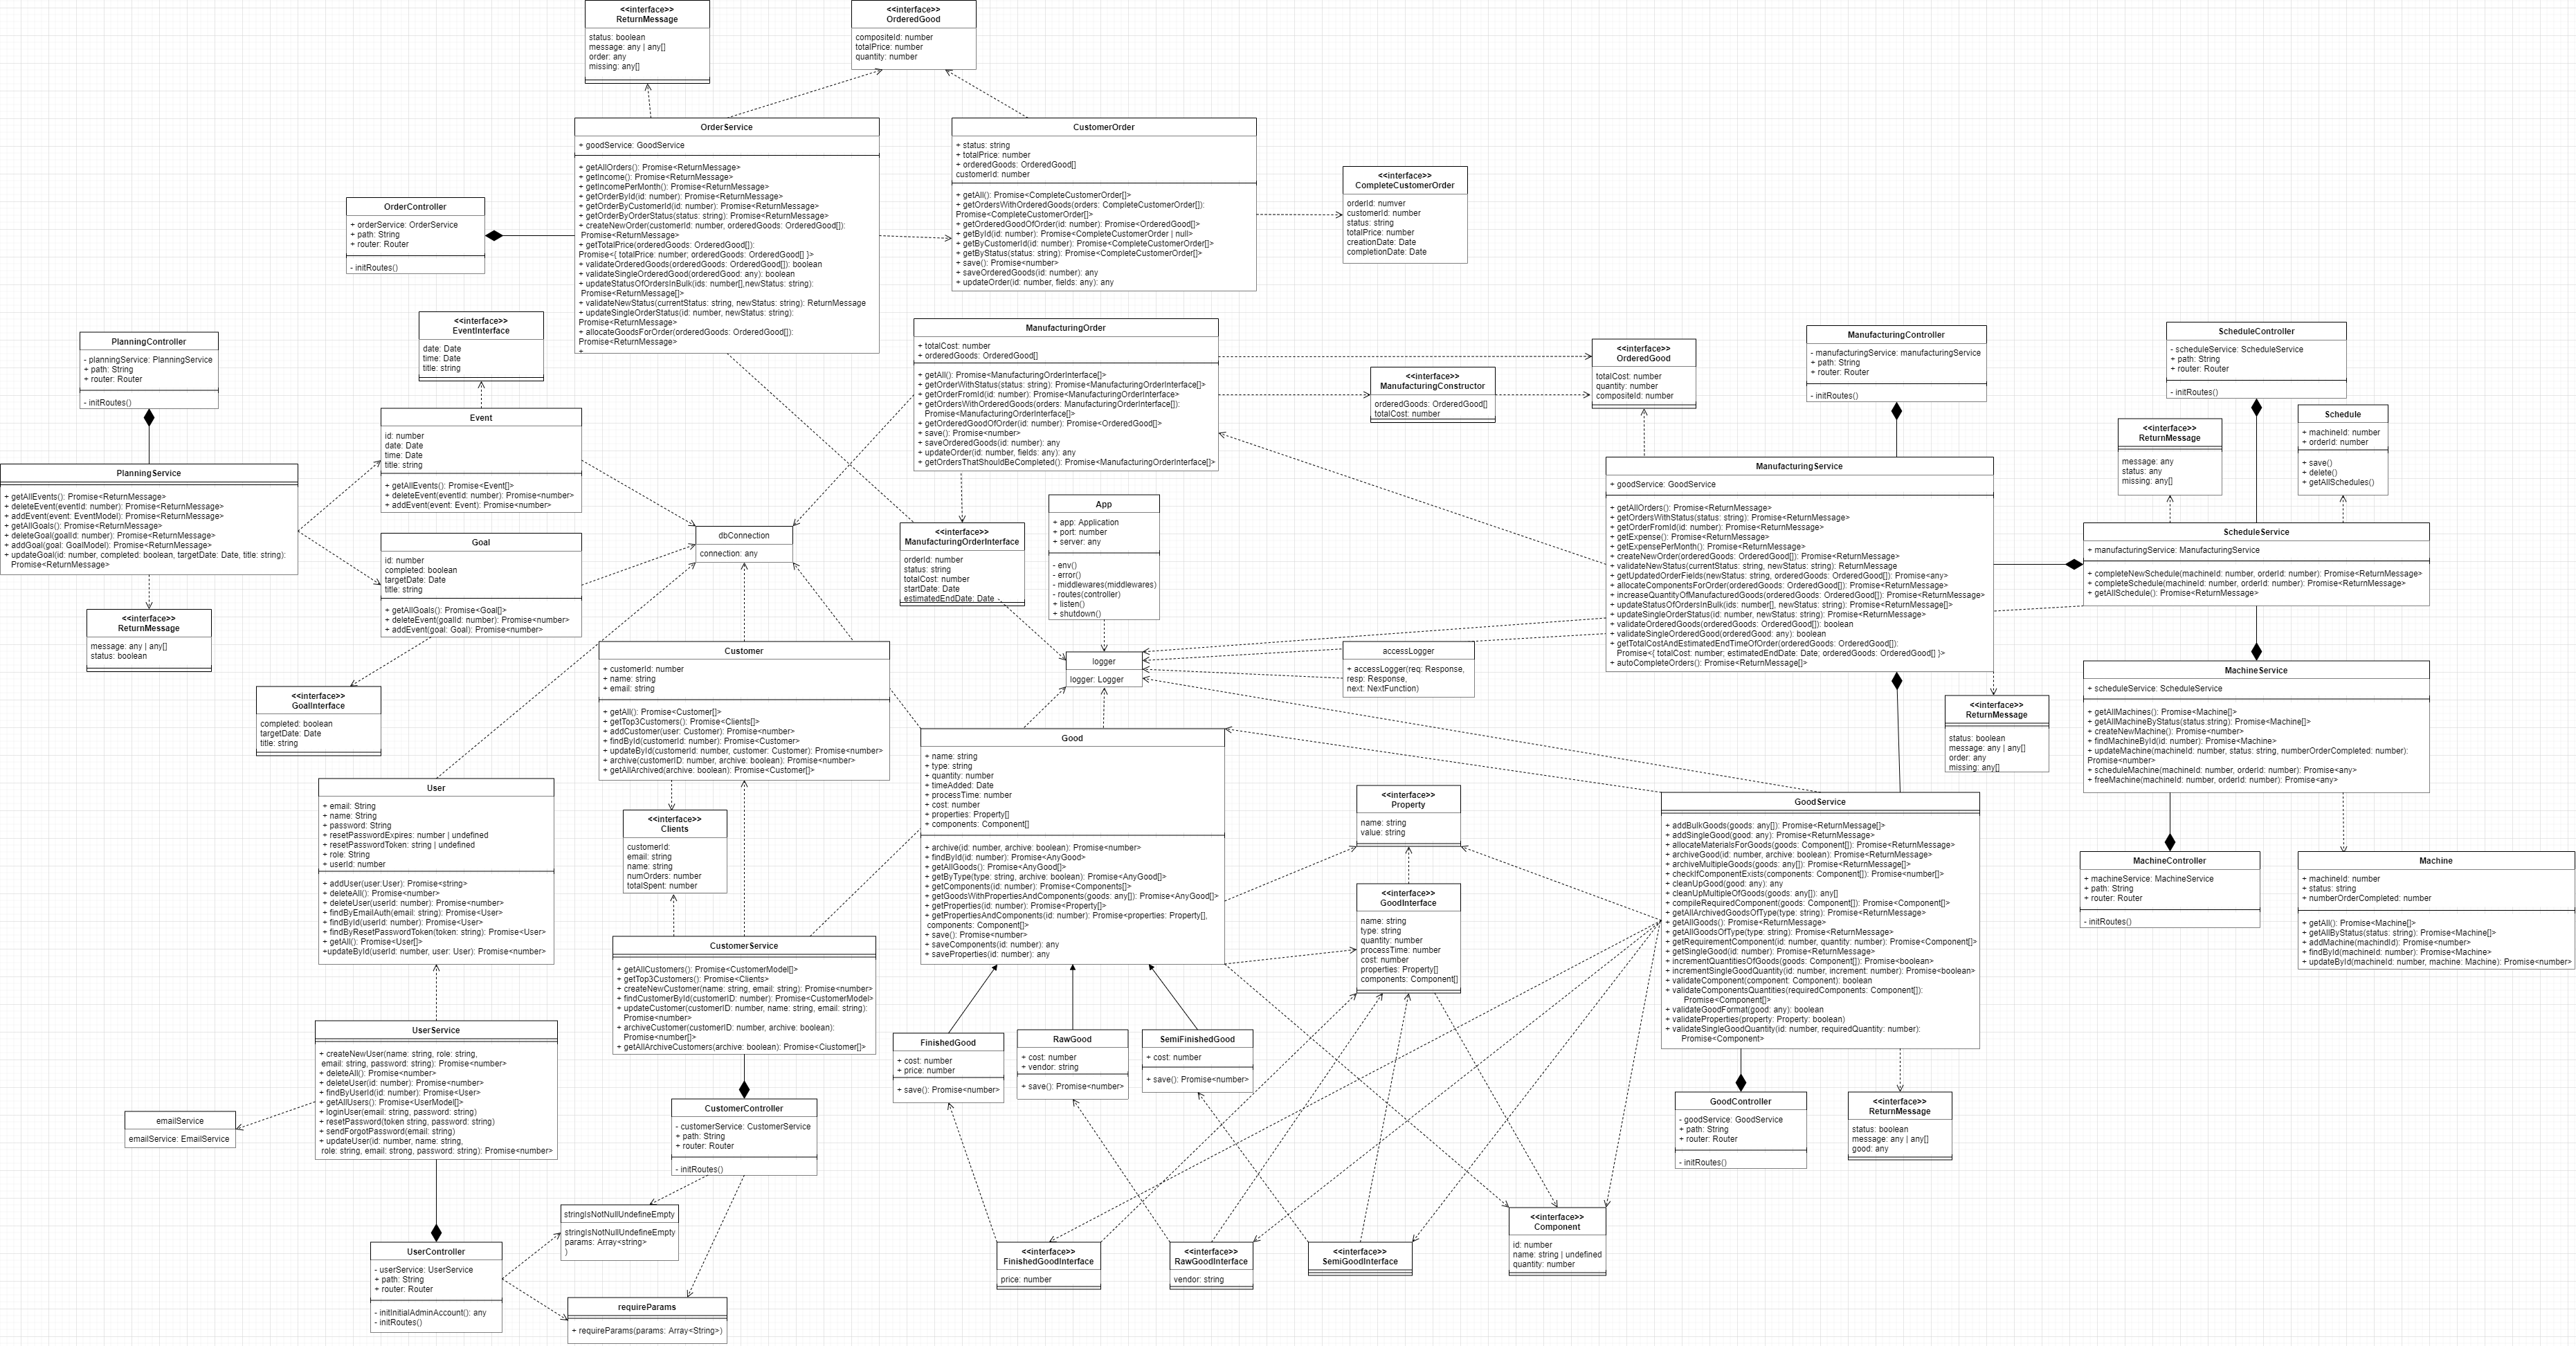 <<interface>>
ReturnMessage
status: boolean
message: any | any[]
order: any
missing: any[]
<<interface>>
OrderedGood
compositeId: number
totalPrice: number
quantity: number
OrderService
+ goodService: GoodService
+ getAllOrders(): Promise<ReturnMessage>
+ getIncome(): Promise<ReturnMessage>
+ getIncomePerMonth(): Promise<ReturnMessage>
+ getOrderById(id: number): Promise<ReturnMessage>
+ getOrderByCustomerId(id: number): Promise<ReturnMessage>
+ getOrderByOrderStatus(status: string): Promise<ReturnMessage>
+ createNewOrder(customerId: number, orderedGoods: OrderedGood[]):
Promise<ReturnMessage>
+ getTotalPrice(orderedGoods: OrderedGood[]):
Promise<{ totalPrice: number; orderedGoods: OrderedGood[] }>
+ validateOrderedGoods(orderedGoods: OrderedGood[]): boolean
+ validateSingleOrderedGood(orderedGood: any): boolean
+ updateStatusOfOrdersInBulk(ids: number[],newStatus: string):
Promise<ReturnMessage[]>
+ validateNewStatus(currentStatus: string, newStatus: string): ReturnMessage
+ updateSingleOrderStatus(id: number, newStatus: string):
Promise<ReturnMessage>
+ allocateGoodsForOrder(orderedGoods: OrderedGood[]):
Promise<ReturnMessage>
+
CustomerOrder
+ status: string
+ totalPrice: number
+ orderedGoods: OrderedGood[]
customerId: number
+ getAll(): Promise<CompleteCustomerOrder[]>
+ getOrdersWithOrderedGoods(orders: CompleteCustomerOrder[]):
Promise<CompleteCustomerOrder[]>
+ getOrderedGoodOfOrder(id: number): Promise<OrderedGood[]>
+ getById(id: number): Promise<CompleteCustomerOrder | null>
+ getByCustomerId(id: number): Promise<CompleteCustomerOrder[]>
+ getByStatus(status: string): Promise<CompleteCustomerOrder[]>
+ save(): Promise<number>
+ saveOrderedGoods(id: number): any
+ updateOrder(id: number, fields: any): any
<<interface>>
CompleteCustomerOrder
orderId: numver
customerId: number
status: string
totalPrice: number
creationDate: Date
completionDate: Date
OrderController
+ orderService: OrderService
+ path: String
+ router: Router
- initRoutes()
<<interface>>
EventInterface
date: Date
time: Date
title: string
PlanningController
- planningService: PlanningService
+ path: String
+ router: Router
- initRoutes()
Event
id: number
date: Date
time: Date
title: string
+ getAllEvents(): Promise<Event[]>
+ deleteEvent(eventId: number): Promise<number>
+ addEvent(event: Event): Promise<number>
PlanningService
+ getAllEvents(): Promise<ReturnMessage>
+ deleteEvent(eventId: number): Promise<ReturnMessage>
+ addEvent(event: EventModel): Promise<ReturnMessage>
+ getAllGoals(): Promise<ReturnMessage>
+ deleteGoal(goalId: number): Promise<ReturnMessage>
+ addGoal(goal: GoalModel): Promise<ReturnMessage>
+ updateGoal(id: number, completed: boolean, targetDate: Date, title: string):
Promise<ReturnMessage>
Goal
id: number
completed: boolean
targetDate: Date
title: string
+ getAllGoals(): Promise<Goal[]>
+ deleteEvent(goalId: number): Promise<number>
+ addEvent(goal: Goal): Promise<number>
<<interface>>
ReturnMessage
message: any | any[]
status: boolean
<<interface>>
GoalInterface
completed: boolean
targetDate: Date
title: string
ManufacturingOrder
+ totalCost: number
+ orderedGoods: OrderedGood[]
+ getAll(): Promise<ManufacturingOrderInterface[]>
+ getOrderWithStatus(status: string): Promise<ManufacturingOrderInterface[]>
+ getOrderFromId(id: number): Promise<ManufacturingOrderInterface>
+ getOrdersWithOrderedGoods(orders: ManufacturingOrderInterface[]):
Promise<ManufacturingOrderInterface[]>
+ getOrderedGoodOfOrder(id: number): Promise<OrderedGood[]>
+ save(): Promise<number>
+ saveOrderedGoods(id: number): any
+ updateOrder(id: number, fields: any): any
+ getOrdersThatShouldBeCompleted(): Promise<ManufacturingOrderInterface[]>
<<interface>>
ManufacturingConstructor
orderedGoods: OrderedGood[]
totalCost: number
<<interface>>
OrderedGood
totalCost: number
quantity: number
compositeId: number
ManufacturingController
- manufacturingService: manufacturingService
+ path: String
+ router: Router
- initRoutes()
ScheduleController
- scheduleService: ScheduleService
+ path: String
+ router: Router
- initRoutes()
<<interface>>
ReturnMessage
message: any
status: any
missing: any[]
Schedule
+ machineId: number
+ orderId: number
+ save()
+ delete()
+ getAllSchedules()
ManufacturingService
+ goodService: GoodService
+ getAllOrders(): Promise<ReturnMessage>
+ getOrdersWithStatus(status: string): Promise<ReturnMessage>
+ getOrderFromId(id: number): Promise<ReturnMessage>
+ getExpense(): Promise<ReturnMessage>
+ getExpensePerMonth(): Promise<ReturnMessage>
+ createNewOrder(orderedGoods: OrderedGood[]): Promise<ReturnMessage>
+ validateNewStatus(currentStatus: string, newStatus: string): ReturnMessage
+ getUpdatedOrderFields(newStatus: string, orderedGoods: OrderedGood[]): Promise<any>
+ allocateComponentsForOrder(orderedGoods: OrderedGood[]): Promise<ReturnMessage>
+ increaseQuantityOfManufacturedGoods(orderedGoods: OrderedGood[]): Promise<ReturnMessage>
+ updateStatusOfOrdersInBulk(ids: number[], newStatus: string): Promise<ReturnMessage[]>
+ updateSingleOrderStatus(id: number, newStatus: string): Promise<ReturnMessage>
+ validateOrderedGoods(orderedGoods: OrderedGood[]): boolean
+ validateSingleOrderedGood(orderedGood: any): boolean
+ getTotalCostAndEstimatedEndTimeOfOrder(orderedGoods: OrderedGood[]):
Promise<{ totalCost: number; estimatedEndDate: Date; orderedGoods: OrderedGood[] }>
+ autoCompleteOrders(): Promise<ReturnMessage[]>
ScheduleService
+ manufacturingService: ManufacturingService
+ completeNewSchedule(machineId: number, orderId: number): Promise<ReturnMessage>
+ completeSchedule(machineId: number, orderId: number): Promise<ReturnMessage>
+ getAllSchedule(): Promise<ReturnMessage>
dbConnection
connection: any
<<interface>>
ManufacturingOrderInterface
orderId: number
status: string
totalCost: number
startDate: Date
estimatedEndDate: Date
App
+ app: Application
+ port: number
+ server: any
- env()
- error()
- middlewares(middlewares)
- routes(controller)
+ listen()
+ shutdown()
logger
logger: Logger
accessLogger
+ accessLogger(req: Response,
resp: Response,
next: NextFunction)
<<interface>>
ReturnMessage
status: boolean
message: any | any[]
order: any
missing: any[]
MachineService
+ scheduleService: ScheduleService
+ getAllMachines(): Promise<Machine[]>
+ getAllMachineByStatus(status:string): Promise<Machine[]>
+ createNewMachine(): Promise<number>
+ findMachineById(id: number): Promise<Machine>
+ updateMachine(machineId: number, status: string, numberOrderCompleted: number):
Promise<number>
+ scheduleMachine(machineId: number, orderId: number): Promise<any>
+ freeMachine(machineId: number, orderId: number): Promise<any>
Customer
+ customerId: number
+ name: string
+ email: string
+ getAll(): Promise<Customer[]>
+ getTop3Customers(): Promise<Clients[]>
+ addCustomer(user: Customer): Promise<number>
+ findById(customerId: number): Promise<Customer>
+ updateById(customerId: number, customer: Customer): Promise<number>
+ archive(customerID: number, archive: boolean): Promise<number>
+ getAllArchived(archive: boolean): Promise<Customer[]>
<<interface>>
Clients
customerId:
email: string
name: string
numOrders: number
totalSpent: number
User
+ email: String
+ name: String
+ password: String
+ resetPasswordExpires: number | undefined
+ resetPasswordToken: string | undefined
+ role: String
+ userId: number
+ addUser(user:User): Promise<string>
+ deleteAll(): Promise<number>
+ deleteUser(userId: number): Promise<number>
+ findByEmailAuth(email: string): Promise<User>
+ findById(userId: number): Promise<User>
+ findByResetPasswordToken(token: string): Promise<User>
+ getAll(): Promise<User[]>
+updateById(userId: number, user: User): Promise<number>
Good
+ name: string
+ type: string
+ quantity: number
+ timeAdded: Date
+ processTime: number
+ cost: number
+ properties: Property[]
+ components: Component[]
+ archive(id: number, archive: boolean): Promise<number>
+ findById(id: number): Promise<AnyGood>
+ getAllGoods(): Promise<AnyGood[]>
+ getByType(type: string, archive: boolean): Promise<AnyGood[]>
+ getComponents(id: number): Promise<Components[]>
+ getGoodsWithPropertiesAndComponents(goods: any[]): Promise<AnyGood[]>
+ getProperties(id: number): Promise<Property[]>
+ getPropertiesAndComponents(id: number): Promise<properties: Property[],
components: Component[]>
+ save(): Promise<number>
+ saveComponents(id: number): any
+ saveProperties(id: number): any
<<interface>>
Property
name: string
value: string
<<interface>>
GoodInterface
name: string
type: string
quantity: number
processTime: number
cost: number
properties: Property[]
components: Component[]
GoodService
+ addBulkGoods(goods: any[]): Promise<ReturnMessage[]>
+ addSingleGood(good: any): Promise<ReturnMessage>
+ allocateMaterialsForGoods(goods: Component[]): Promise<ReturnMessage>
+ archiveGood(id: number, archive: boolean): Promise<ReturnMessage>
+ archiveMultipleGoods(goods: any[]): Promise<ReturnMessage[]>
+ checkIfComponentExists(components: Component[]): Promise<number[]>
+ cleanUpGood(good: any): any
+ cleanUpMultipleOfGoods(goods: any[]): any[]
+ compileRequiredComponent(goods: Component[]): Promise<Component[]>
+ getAllArchivedGoodsOfType(type: string): Promise<ReturnMessage>
+ getAllGoods(): Promise<ReturnMessage>
+ getAllGoodsOfType(type: string): Promise<ReturnMessage>
+ getRequirementComponent(id: number, quantity: number): Promise<Component[]>
+ getSingleGood(id: number): Promise<ReturnMessage>
+ incrementQuantitiesOfGoods(goods: Component[]): Promise<boolean>
+ incrementSingleGoodQuantity(id: number, increment: number): Promise<boolean>
+ validateComponent(component: Component): boolean
+ validateComponentsQuantities(requiredComponents: Component[]):
Promise<Component[]>
+ validateGoodFormat(good: any): boolean
+ validateProperties(property: Property: boolean)
+ validateSingleGoodQuantity(id: number, requiredQuantity: number):
Promise<Component>
MachineController
+ machineService: MachineService
+ path: String
+ router: Router
- initRoutes()
Machine
+ machineId: number
+ status: string
+ numberOrderCompleted: number
+ getAll(): Promise<Machine[]>
+ getAllByStatus(status: string): Promise<Machine[]>
+ addMachine(machindId): Promise<number>
+ findById(machineId: number): Promise<Machine>
+ updateById(machineId: number, machine: Machine): Promise<number>
CustomerService
+ getAllCustomers(): Promise<CustomerModel[]>
+ getTop3Customers(): Promise<Clients>
+ createNewCustomer(name: string, email: string): Promise<number>
+ findCustomerById(customerID: number): Promise<CustomerModel>
+ updateCustomer(customerID: number, name: string, email: string):
Promise<number>
+ archiveCustomer(customerID: number, archive: boolean):
Promise<number[]>
+ getAllArchiveCustomers(archive: boolean): Promise<Ciustomer[]>
UserService
+ createNewUser(name: string, role: string,
email: string, password: string): Promise<number>
+ deleteAll(): Promise<number>
+ deleteUser(id: number): Promise<number>
+ findByUserId(id: number): Promise<number>
+ getAllUsers(): Promise<UserModel[]>
+ loginUser(email: string, password: string)
+ resetPassword(token string, password: string)
+ sendForgotPassword(email: string)
+ updateUser(id: number, name: string,
role: string, email: strong, password: string): Promise<number>
emailService
emailService: EmailService
FinishedGood
+ cost: number
+ price: number
+ save(): Promise<number>
RawGood
+ cost: number
+ vendor: string
+ save(): Promise<number>
SemiFinishedGood
+ cost: number
+ save(): Promise<number>
CustomerController
- customerService: CustomerService
+ path: String
+ router: Router
- initRoutes()
GoodController
- goodService: GoodService
+ path: String
+ router: Router
- initRoutes()
<<interface>>
ReturnMessage
status: boolean
message: any | any[]
good: any
stringIsNotNullUndefineEmpty
stringIsNotNullUndefineEmpty
params: Array<string>
)
UserController
- userService: UserService
+ path: String
+ router: Router
- initInitialAdminAccount(): any
- initRoutes()
requireParams
+ requireParams(params: Array<String>)
<<interface>>
FinishedGoodInterface
price: number
<<interface>>
RawGoodInterface
vendor: string
<<interface>>
SemiGoodInterface
<<interface>>
Component
id: number
name: string | undefined
quantity: number